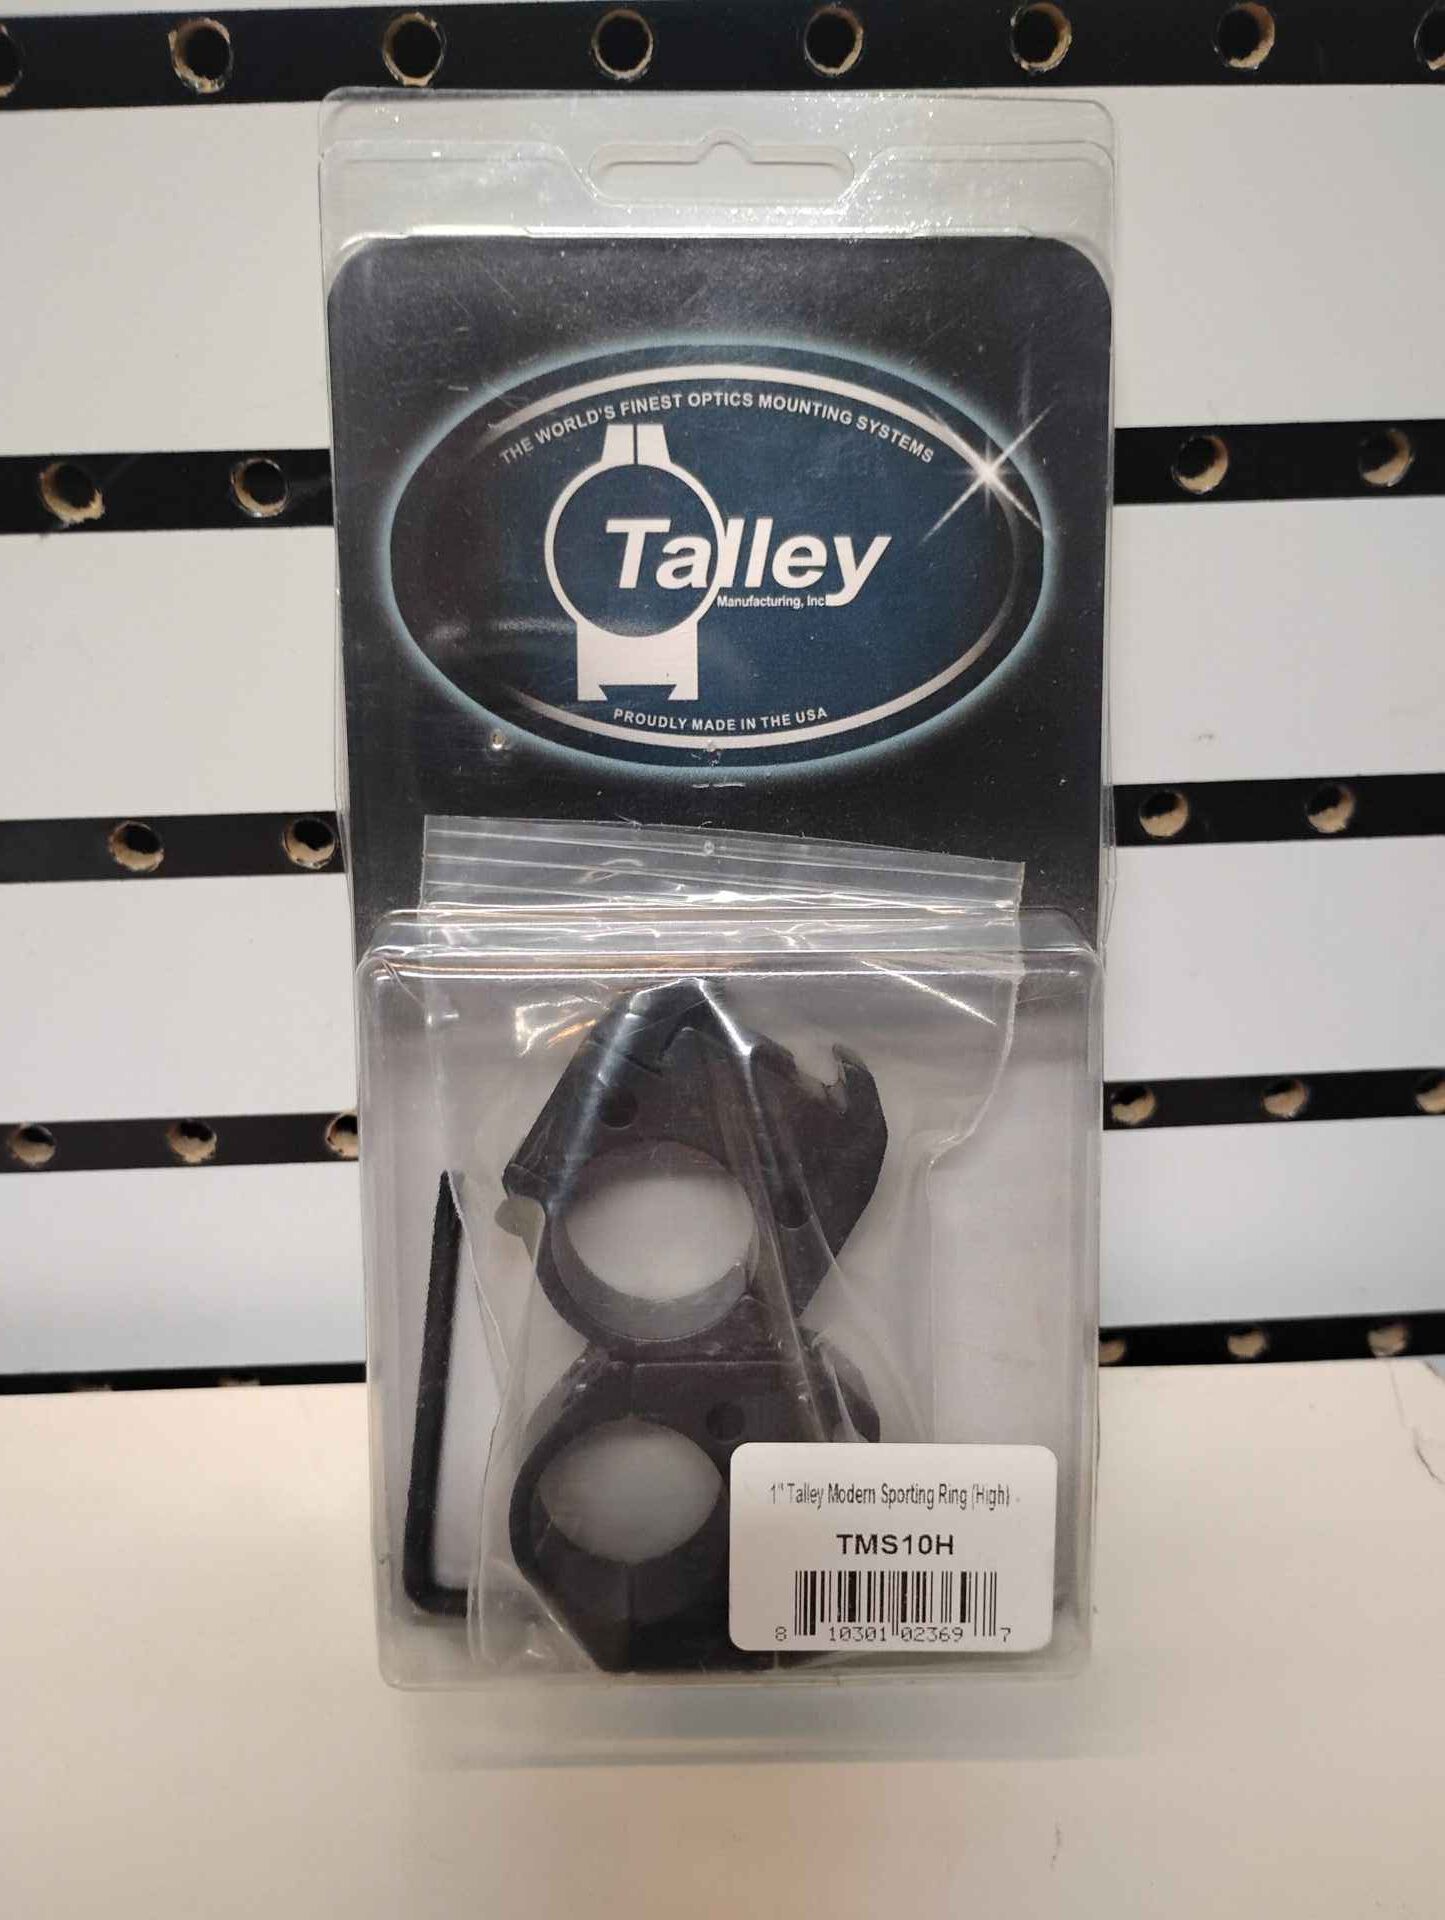 THE WORLD'S FINEST OPTICS MOUNTING SYSTEMS
Talley
Manufacturing, Inc
PROUDLY MADE IN THE USA
1" Talley Modern Sporting Ring (High) -
TMS10H
8 10301 02369 7